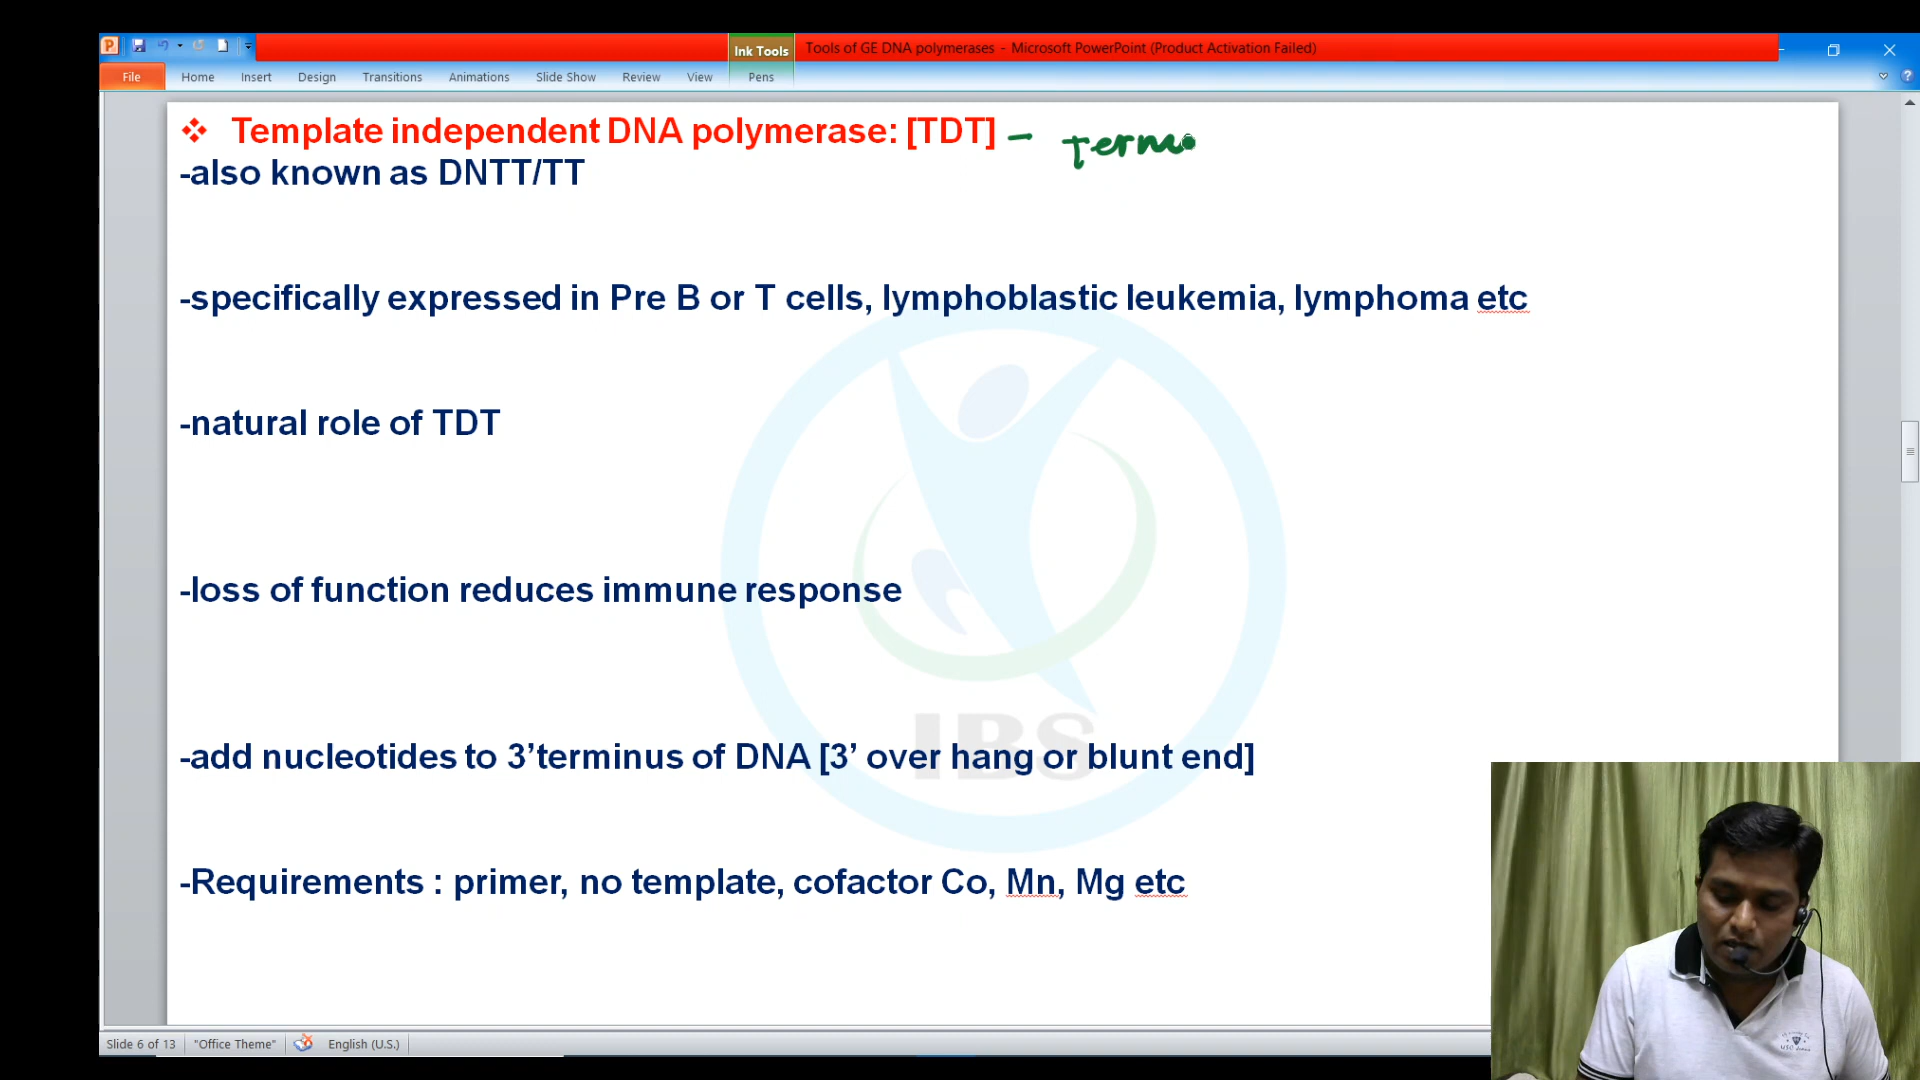 Ink Tools
Tools of GE DNA polymerases - Microsoft PowerPoint (Product Activation Failed)
File Home Insert Design Transitions Animations Slide Show Review View Pens
❖ Template independent DNA polymerase: [TDT] - Term
-also known as DNTT/TT
-specifically expressed in Pre B or T cells, lymphoblastic leukemia, lymphoma etc
-natural role of TDT
-loss of function reduces immune response
IBS
-add nucleotides to 3’terminus of DNA [3’ over hang or blunt end]
-Requirements : primer, no template, cofactor Co, Mn, Mg etc
Slide 6 of 13 "Office Theme" English (U.S.)